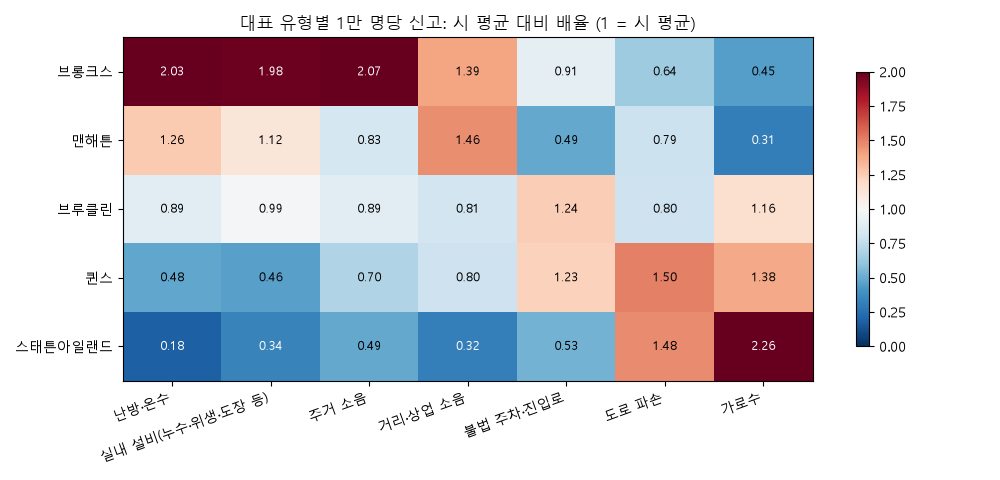 대표 유형별 1만 명당 신고: 시 평균 대비 배율 (1 = 시 평균)
브롱크스 2.03 1.98 2.07 1.39 0.91 0.64 0.45
맨해튼 1.26 1.12 0.83 1.46 0.49 0.79 0.31
브루클린 0.89 0.99 0.89 0.81 1.24 0.80 1.16
퀸스 0.48 0.46 0.70 0.80 1.23 1.50 1.38
스태튼아일랜드 0.18 0.34 0.49 0.32 0.53 1.48 2.26
난방·온수
실내 설비(누수·위생·도장 등)
주거 소음
거리·상업 소음
불법 주차·진입로
도로 파손
가로수
2.00
1.75
1.50
1.25
1.00
0.75
0.50
0.25
0.00